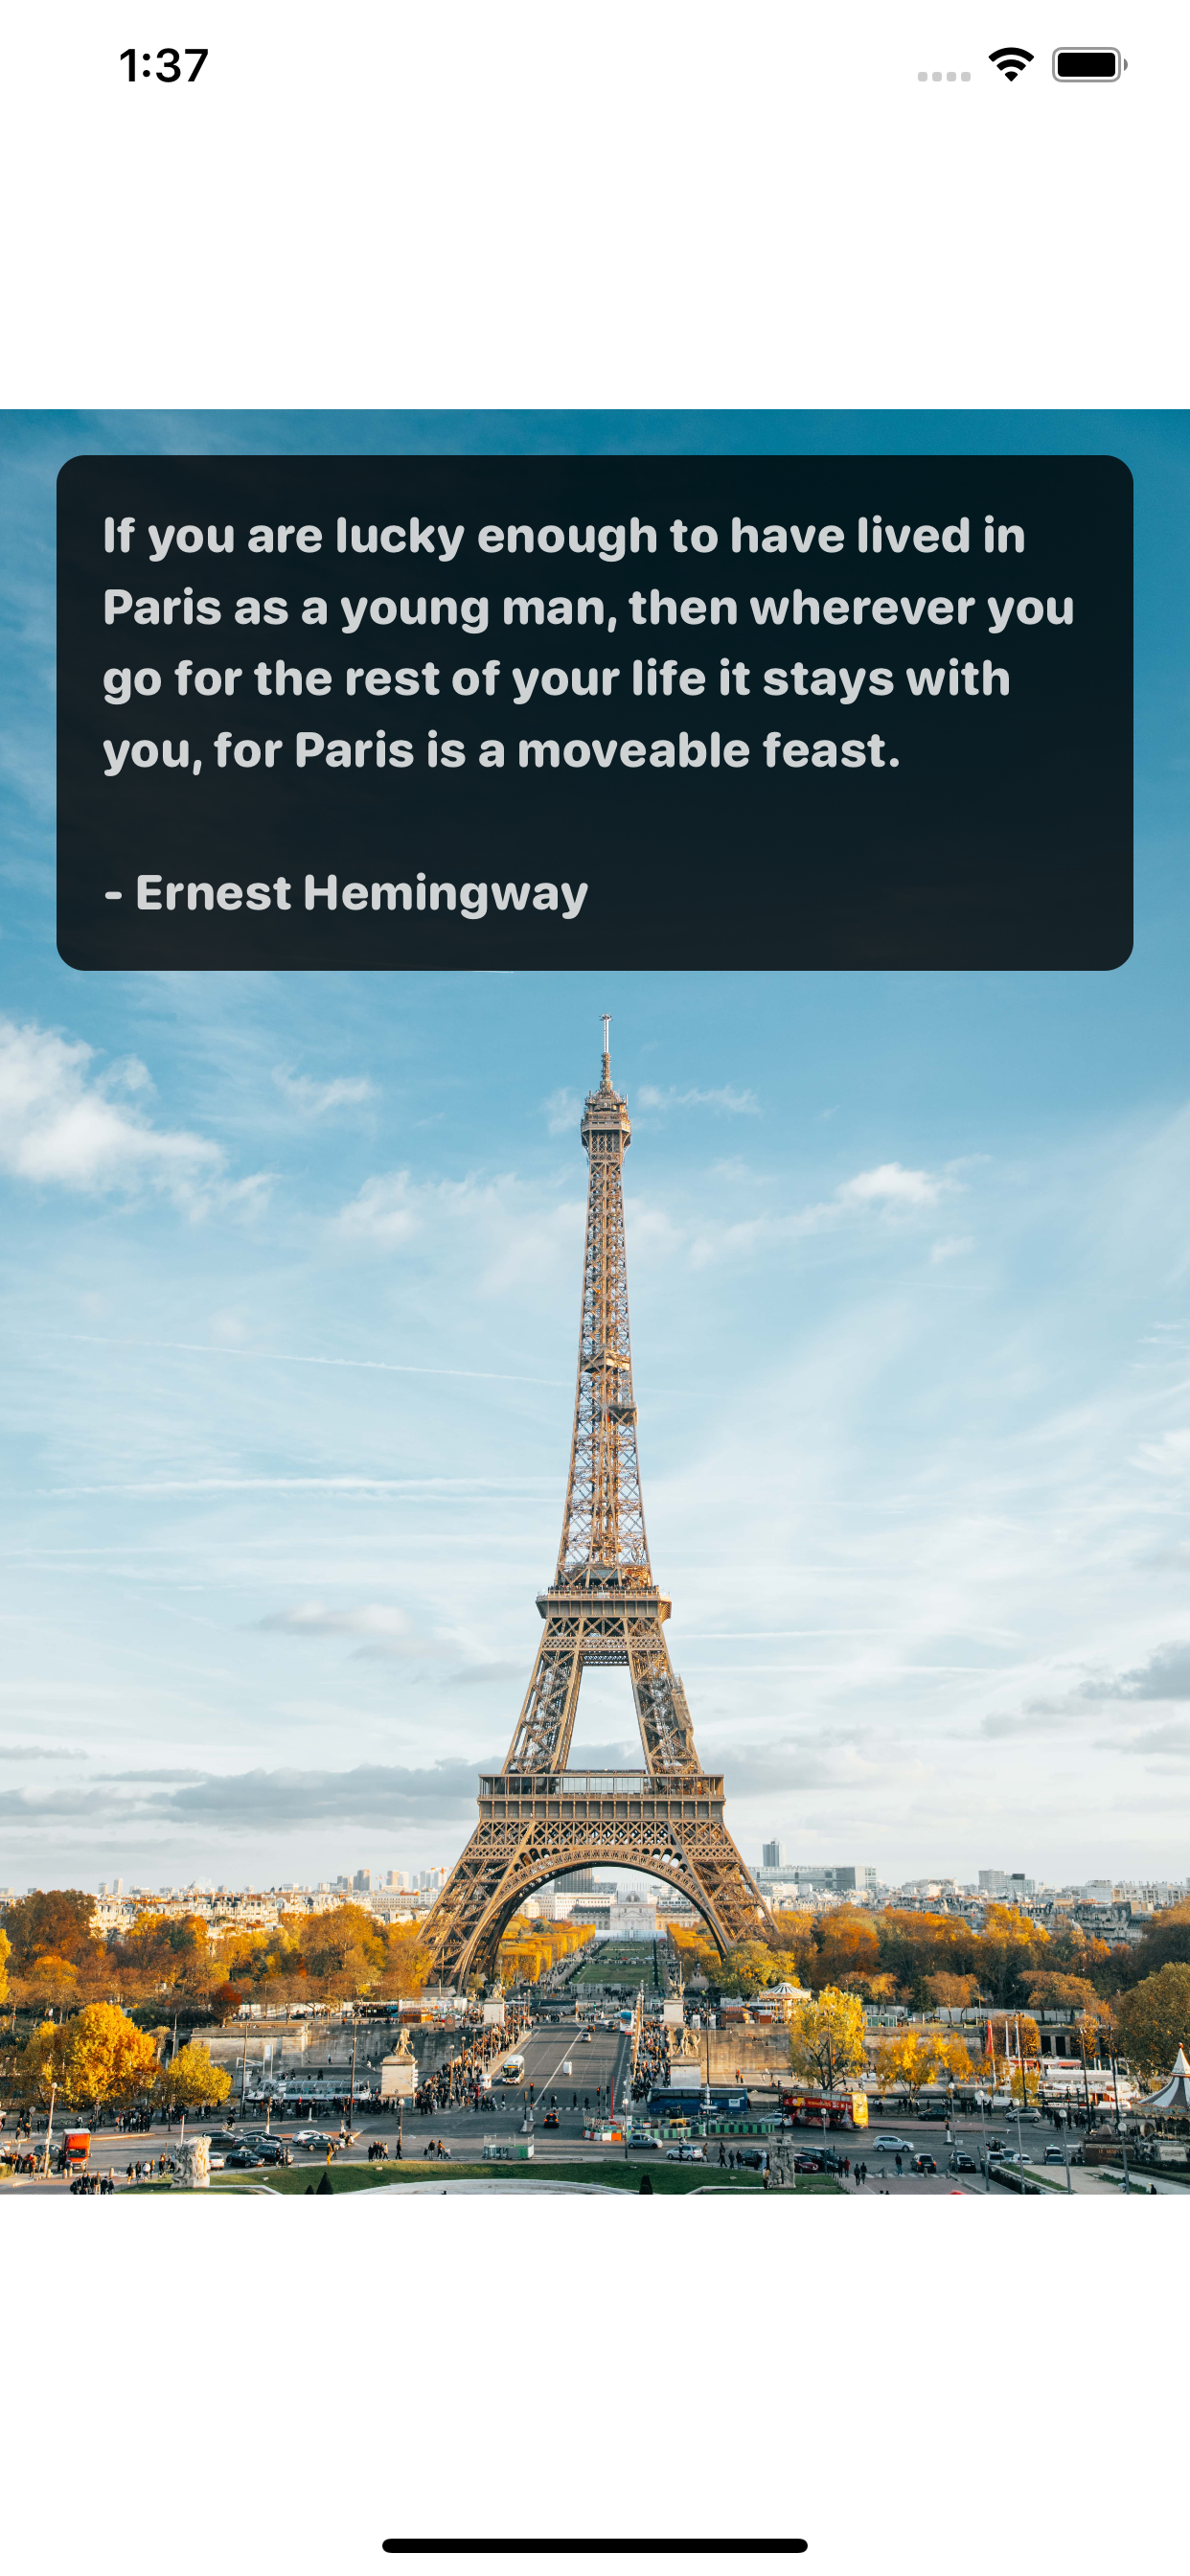 1:37
If you are lucky enough to have lived in
Paris as a young man, then wherever you
go for the rest of your life it stays with
you, for Paris is a moveable feast.
- Ernest Hemingway